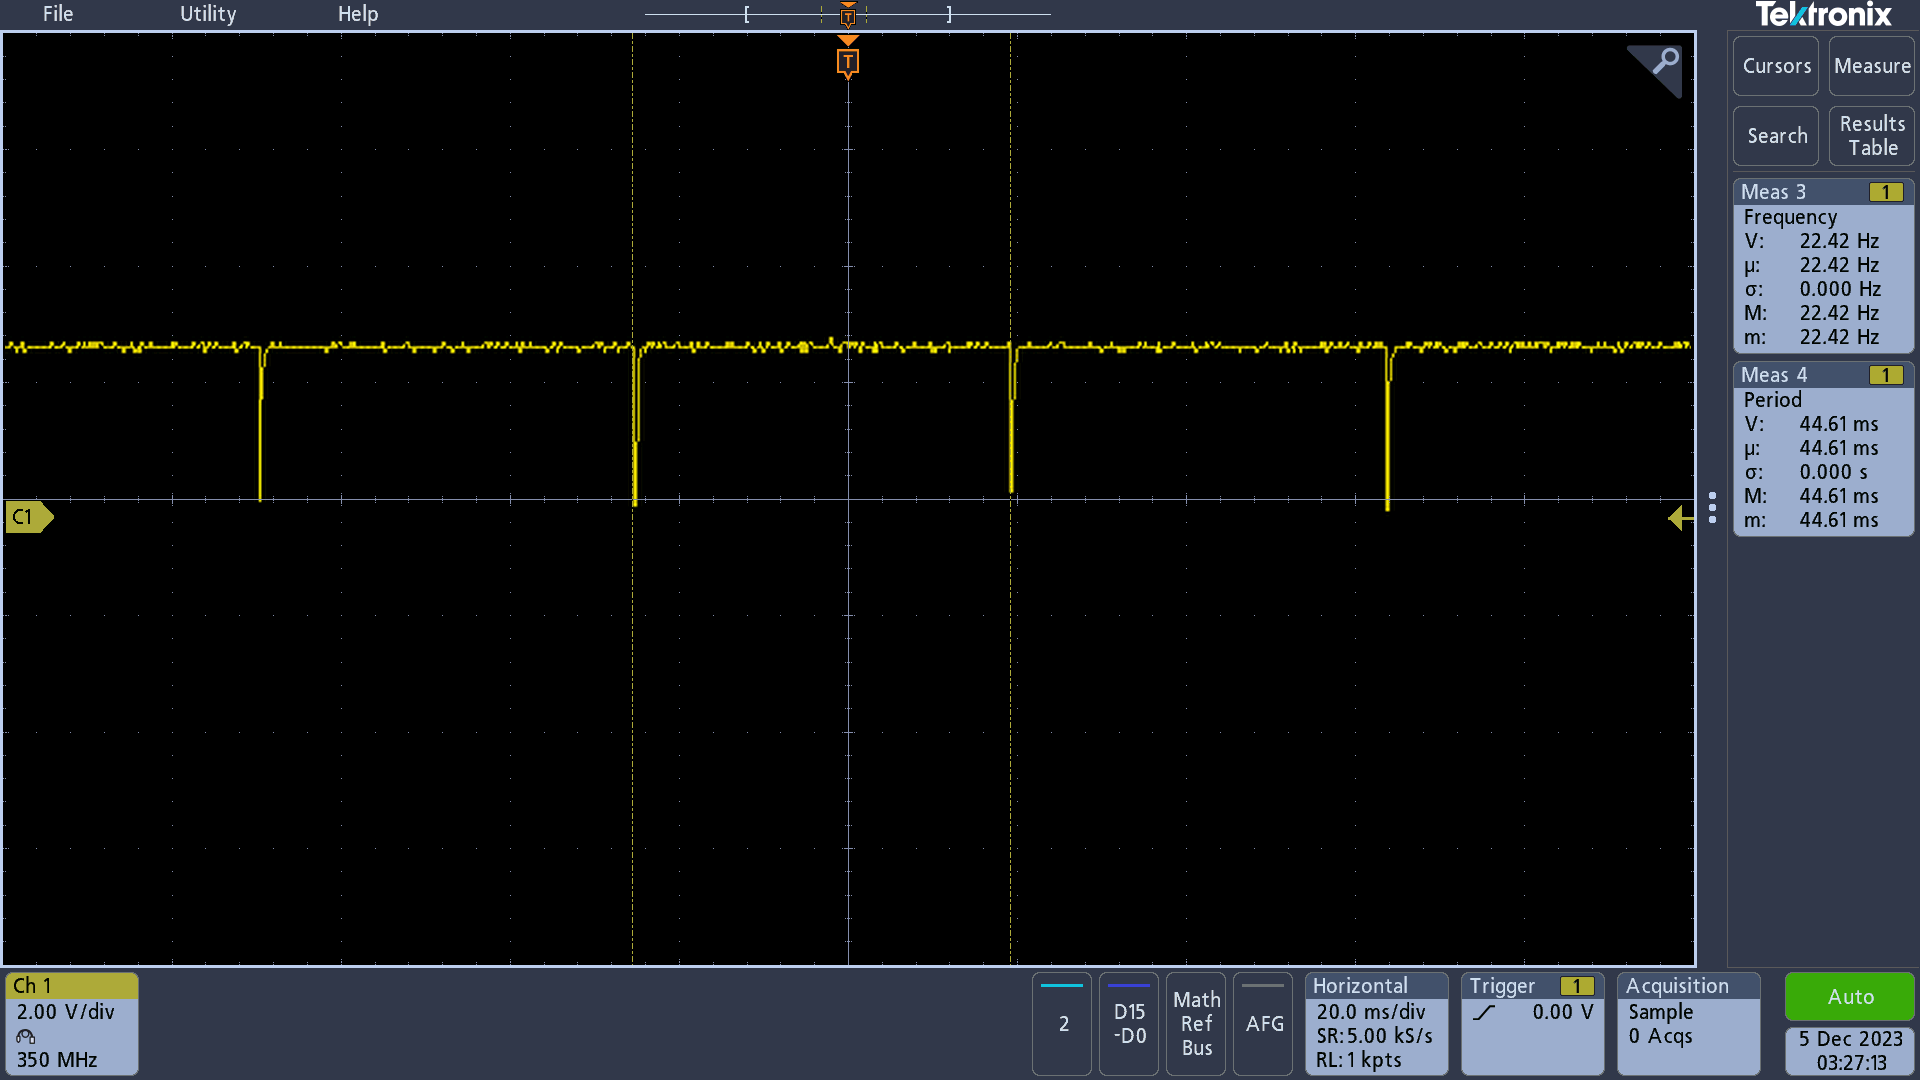 File Utility Help
Tektronix
T
T
Cursors Measure
Search Results Table
Meas 3 1
Frequency
V: 22.42 Hz
μ: 22.42 Hz
σ: 0.000 Hz
M: 22.42 Hz
m: 22.42 Hz
Meas 4 1
Period
V: 44.61 ms
μ: 44.61 ms
σ: 0.000 s
M: 44.61 ms
m: 44.61 ms
C1
Ch 1
2.00 V/div
350 MHz
2
D15
-D0
Math
Ref
Bus
AFG
Horizontal
20.0 ms/div
SR:5.00 kS/s
RL:1 kpts
Trigger 1
0.00 V
Acquisition
Sample
0 Acqs
Auto
5 Dec 2023
03:27:13